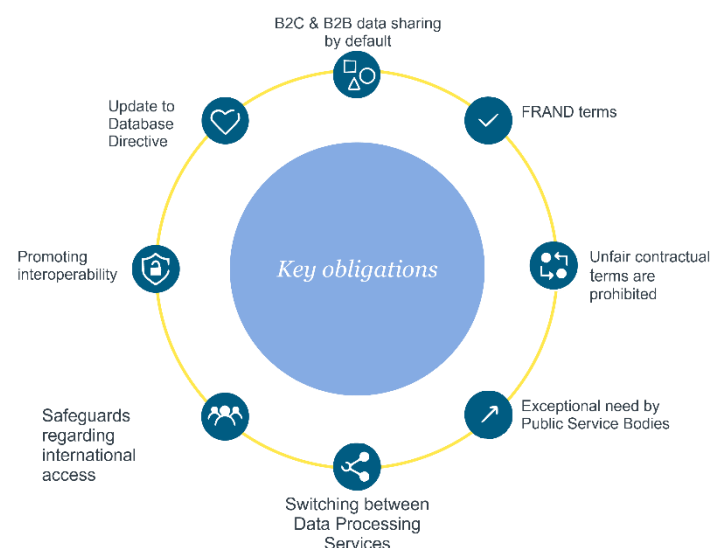 B2C & B2B data sharing
by default
FRAND terms
Unfair contractual
terms are
prohibited
Exceptional need by
Public Service Bodies
Switching between
Data Processing
Services
Safeguards
regarding
international
access
Promoting
interoperability
Update to
Database
Directive
Key obligations